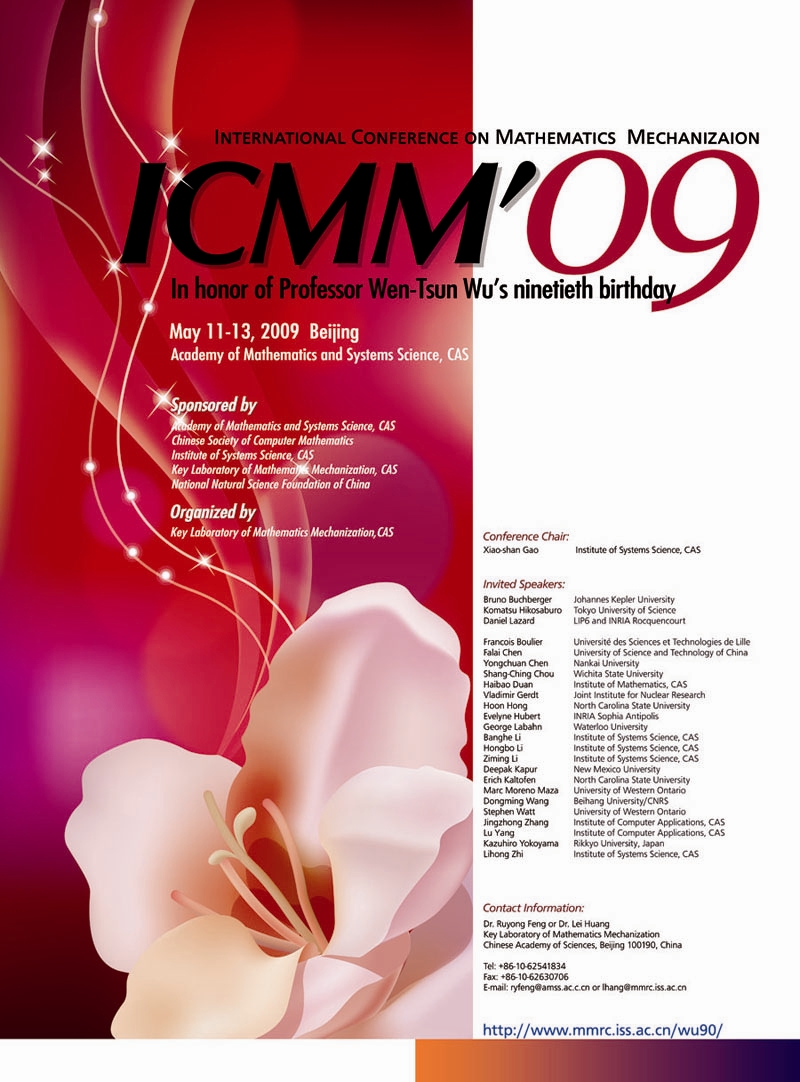 INTERNATIONAL CONFERENCE ON MATHEMATICS MECHANIZAION
ICMM'09
In honor of Professor Wen-Tsun Wu's ninetieth birthday
May 11-13, 2009 Beijing
Academy of Mathematics and Systems Science, CAS
Sponsored by
Academy of Mathematics and Systems Science, CAS
Chinese Society of Computer Mathematics
Institute of Systems Science, CAS
Key Laboratory of Mathematics Mechanization, CAS
National Natural Science Foundation of China
Organized by
Key Laboratory of Mathematics Mechanization,CAS
Conference Chair:
Xiao-shan Gao Institute of Systems Science, CAS
Invited Speakers:
Bruno Buchberger Johannes Kepler University
Komatsu Hikosaburo Tokyo University of Science
Daniel Lazard LIP6 and INRIA Rocquencourt
Francois Boulier Université des Sciences et Technologies de Lille
Falai Chen University of Science and Technology of China
Yongchuan Chen Nankai University
Shang-Ching Chou Wichita State University
Haibao Duan Institute of Mathematics, CAS
Vladimir Gerdt Joint Institute for Nuclear Research
Hoon Hong North Carolina State University
Evelyne Hubert INRIA Sophia Antipolis
George Labahn Waterloo University
Banghe Li Institute of Systems Science, CAS
Hongbo Li Institute of Systems Science, CAS
Ziming Li Institute of Systems Science, CAS
Deepak Kapur New Mexico University
Erich Kaltofen North Carolina State University
Marc Moreno Maza University of Western Ontario
Dongming Wang Beihang University/CNRS
Stephen Watt University of Western Ontario
Jingzhong Zhang Institute of Computer Applications, CAS
Lu Yang Institute of Computer Applications, CAS
Kazuhiro Yokoyama Rikkyo University, Japan
Lihong Zhi Institute of Systems Science, CAS
Contact Information:
Dr. Ruyong Feng or Dr. Lei Huang
Key Laboratory of Mathematics Mechanization
Chinese Academy of Sciences, Beijing 100190, China
Tel: +86-10-62541834
Fax: +86-10-62630706
E-mail: ryfeng@amss.ac.c.cn or lhang@mmrc.iss.ac.cn
http://www.mmrc.iss.ac.cn/wu90/